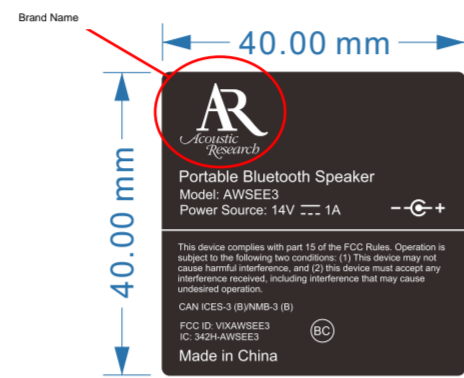 Brand Name
40.00 mm
40.00 mm
AR
Acoustic
Research
Portable Bluetooth Speaker
Model: AWSEE3
Power Source: 14V ⎓ 1A
- +
This device complies with part 15 of the FCC Rules. Operation is
subject to the following two conditions: (1) This device may not
cause harmful interference, and (2) this device must accept any
interference received, including interference that may cause
undesired operation.
CAN ICES-3 (B)/NMB-3 (B)
FCC ID: VIXAWSEE3
IC: 342H-AWSEE3
BC
Made in China